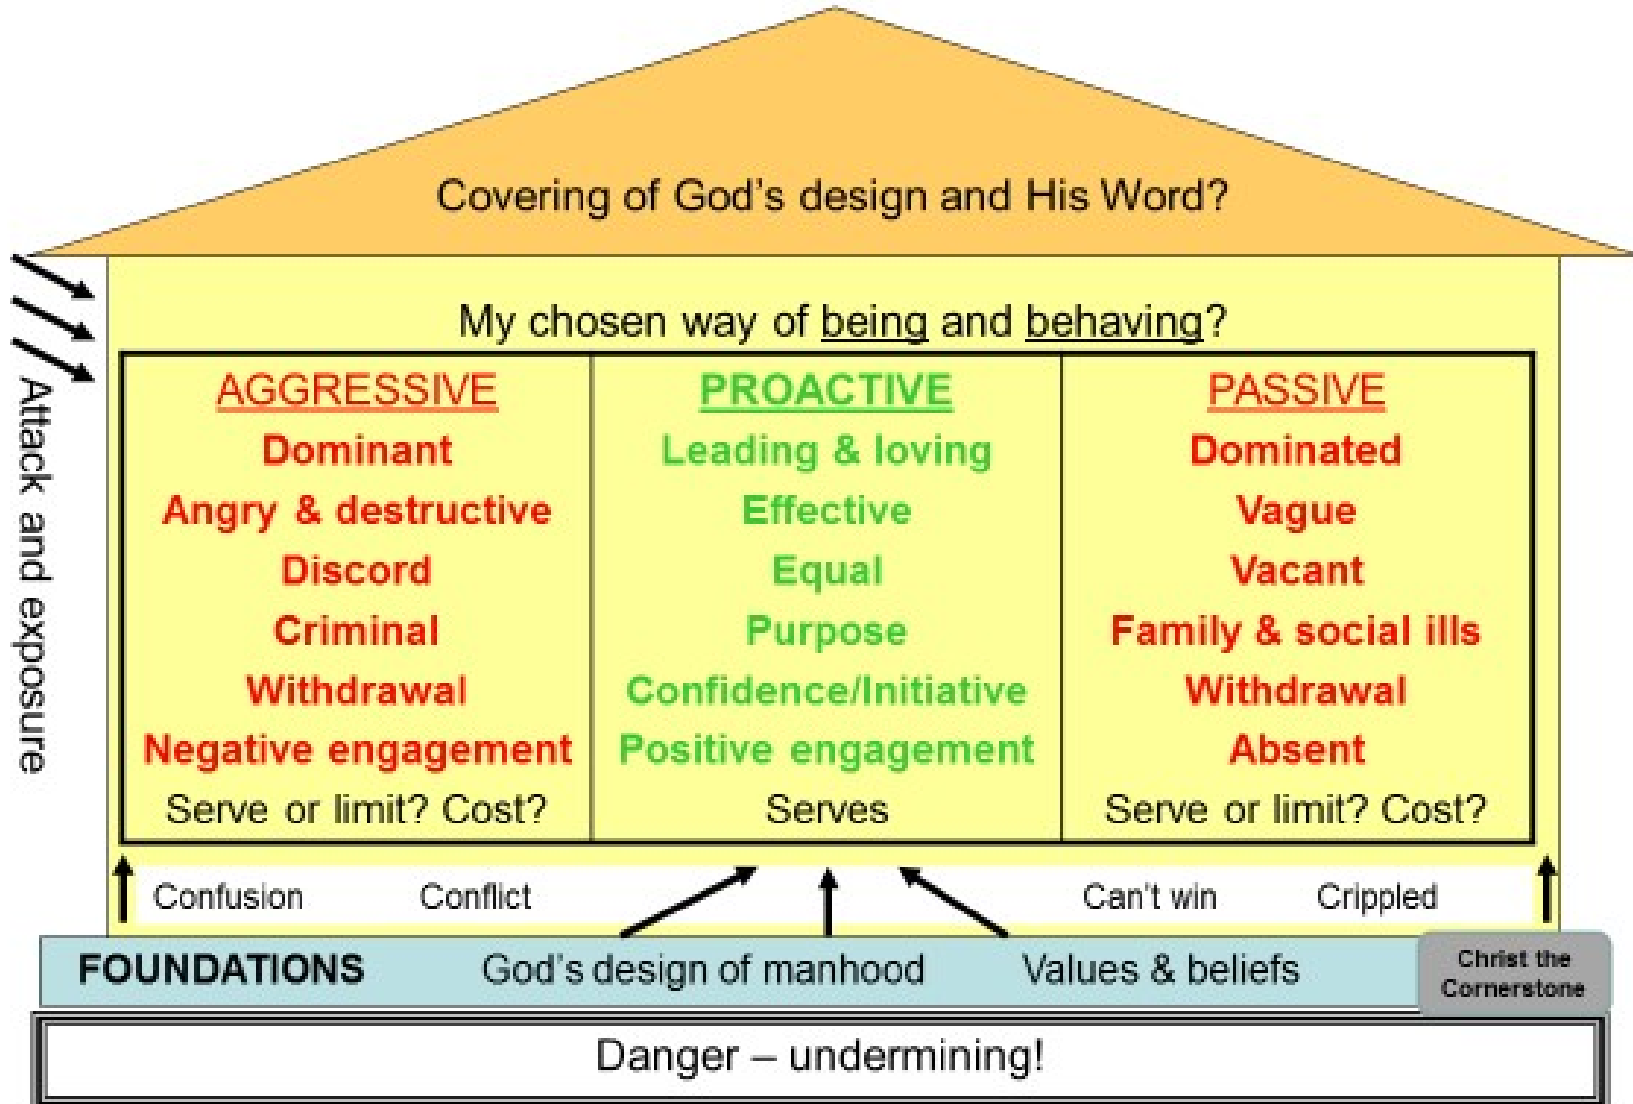 Covering of God's design and His Word?
My chosen way of being and behaving?
AGGRESSIVE
Dominant
Angry & destructive
Discord
Criminal
Withdrawal
Negative engagement
Serve or limit? Cost?
PROACTIVE
Leading & loving
Effective
Equal
Purpose
Confidence/Initiative
Positive engagement
Serves
PASSIVE
Dominated
Vague
Vacant
Family & social ills
Withdrawal
Absent
Serve or limit? Cost?
Attack and exposure
Confusion
Conflict
Can't win
Crippled
FOUNDATIONS
God's design of manhood
Values & beliefs
Christ the
Cornerstone
Danger – undermining!